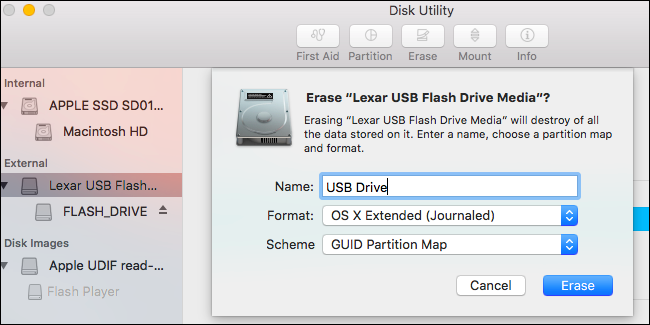 Disk Utility
First Aid
Partition
Erase
Mount
Info
Internal
APPLE SSD SD01...
Macintosh HD
External
Lexar USB Flash...
FLASH_DRIVE
Disk Images
Apple UDIF read-...
Flash Player
Erase “Lexar USB Flash Drive Media”?
Erasing “Lexar USB Flash Drive Media” will destroy of all
the data stored on it. Enter a name, choose a partition map
and format.
Name: USB Drive
Format: OS X Extended (Journaled)
Scheme GUID Partition Map
Cancel
Erase